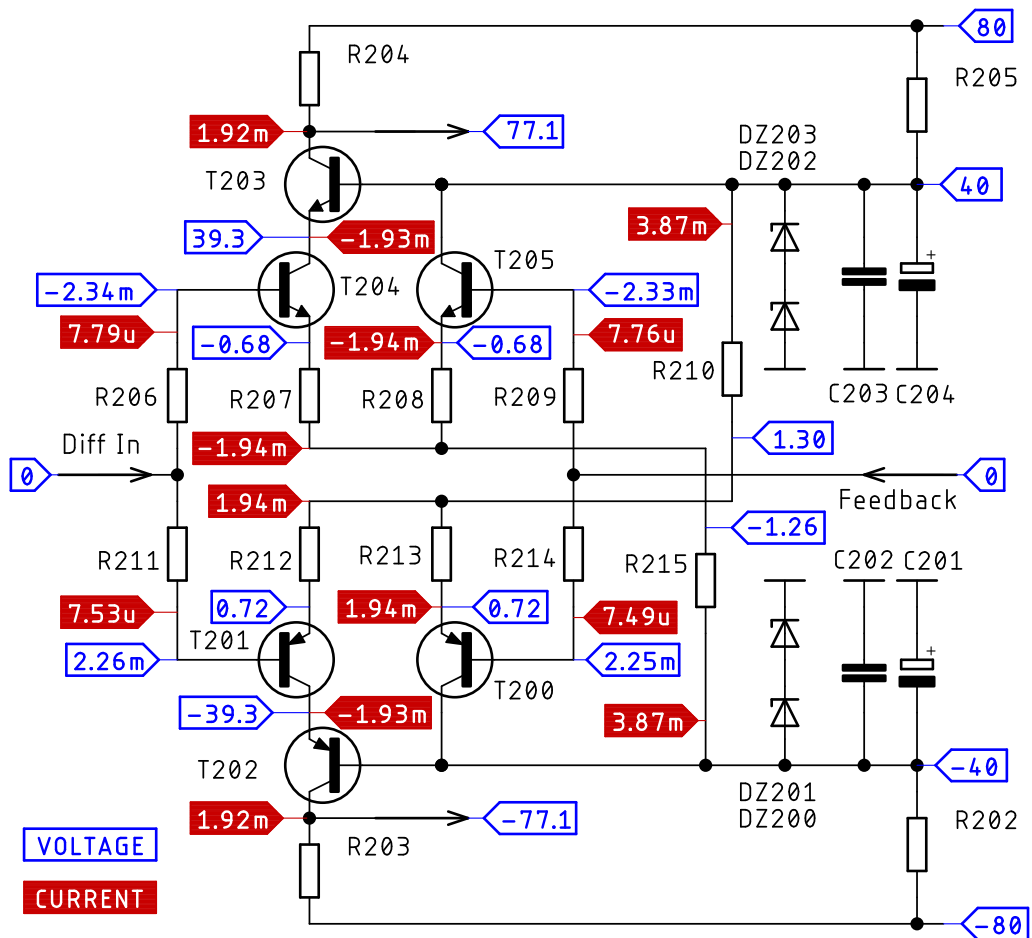 80
R204
R205
1.92m
77.1
DZ203
DZ202
T203
40
39.3
-1.93m
3.87m
T205
-2.34m
T204
-2.33m
7.79u
-0.68
-1.94m
-0.68
7.76u
R210
R206
R207
R208
R209
C203
C204
Diff In
-1.94m
1.30
0
0
1.94m
Feedback
-1.26
R211
R212
R213
R214
R215
C202
C201
7.53u
0.72
1.94m
0.72
7.49u
T201
2.26m
2.25m
T200
-39.3
-1.93m
3.87m
T202
-40
DZ201
DZ200
1.92m
-77.1
R202
VOLTAGE
R203
CURRENT
-80